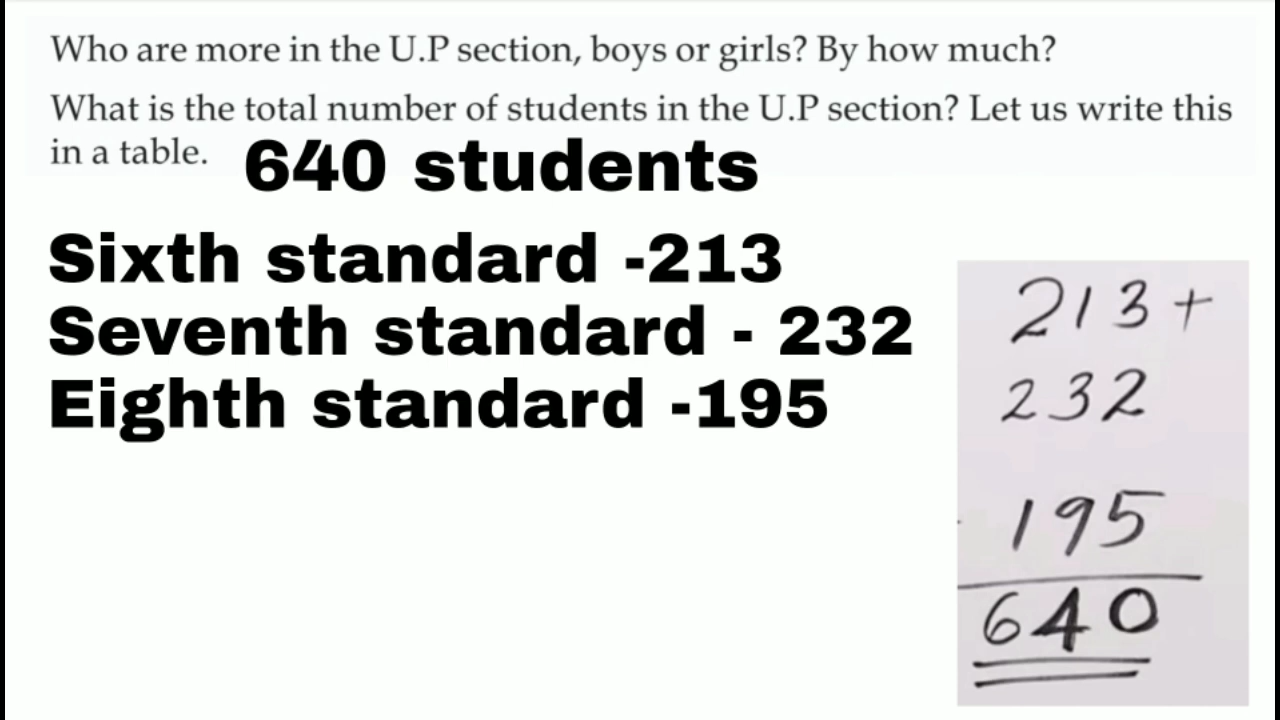 Who are more in the U.P section, boys or girls? By how much?
What is the total number of students in the U.P section? Let us write this
in a table.
640 students
Sixth standard -213
Seventh standard - 232
Eighth standard -195
213+
232
195
640